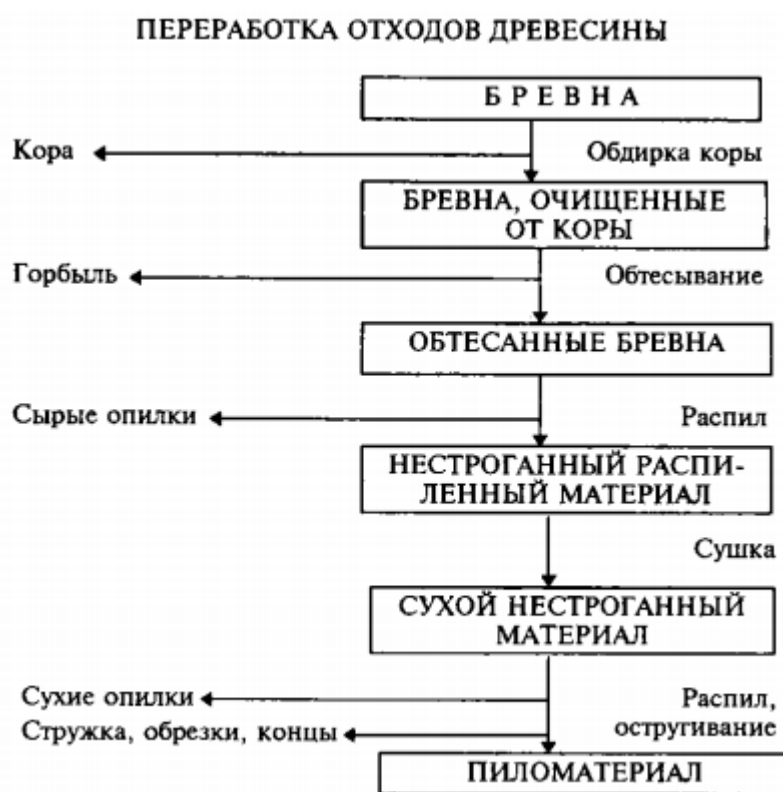 ПЕРЕРАБОТКА ОТХОДОВ ДРЕВЕСИНЫ
БРЕВНА
Кора
Обдирка коры
БРЕВНА, ОЧИЩЕННЫЕ
ОТ КОРЫ
Горбыль
Обтесывание
ОБТЕСАННЫЕ БРЕВНА
Сырые опилки
Распил
НЕСТРОГАННЫЙ РАСПИ-
ЛЕННЫЙ МАТЕРИАЛ
Сушка
СУХОЙ НЕСТРОГАННЫЙ
МАТЕРИАЛ
Сухие опилки
Распил,
Стружка, обрезки, концы
остругивание
ПИЛОМАТЕРИАЛ